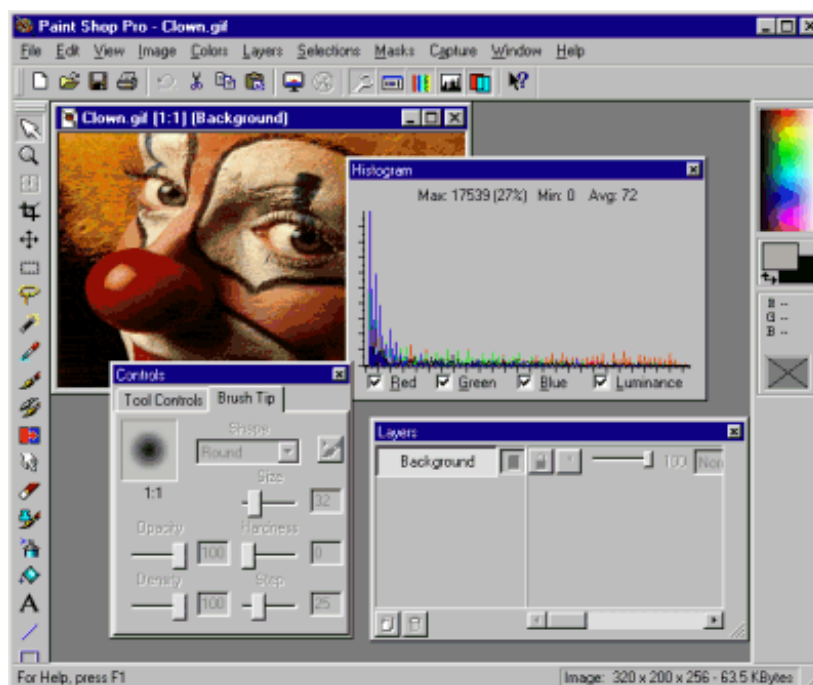 Paint Shop Pro - Clown.gif
File Edit View Image Colors Layers Selections Masks Capture Window Help
Clown.gif [1:1] (Background)
Histogram
Max: 17539 (27%) Min: 0 Avg: 72
Red Green Blue Luminance
R --
G --
B --
Controls
Tool Controls Brush Tip
Shape
Round
1:1
Size
32
Opacity Hardness
100 0
Density Step
100 25
Layers
Background 100 Nor
A
For Help, press F1
Image: 320 x 200 x 256 - 63.5 KBytes